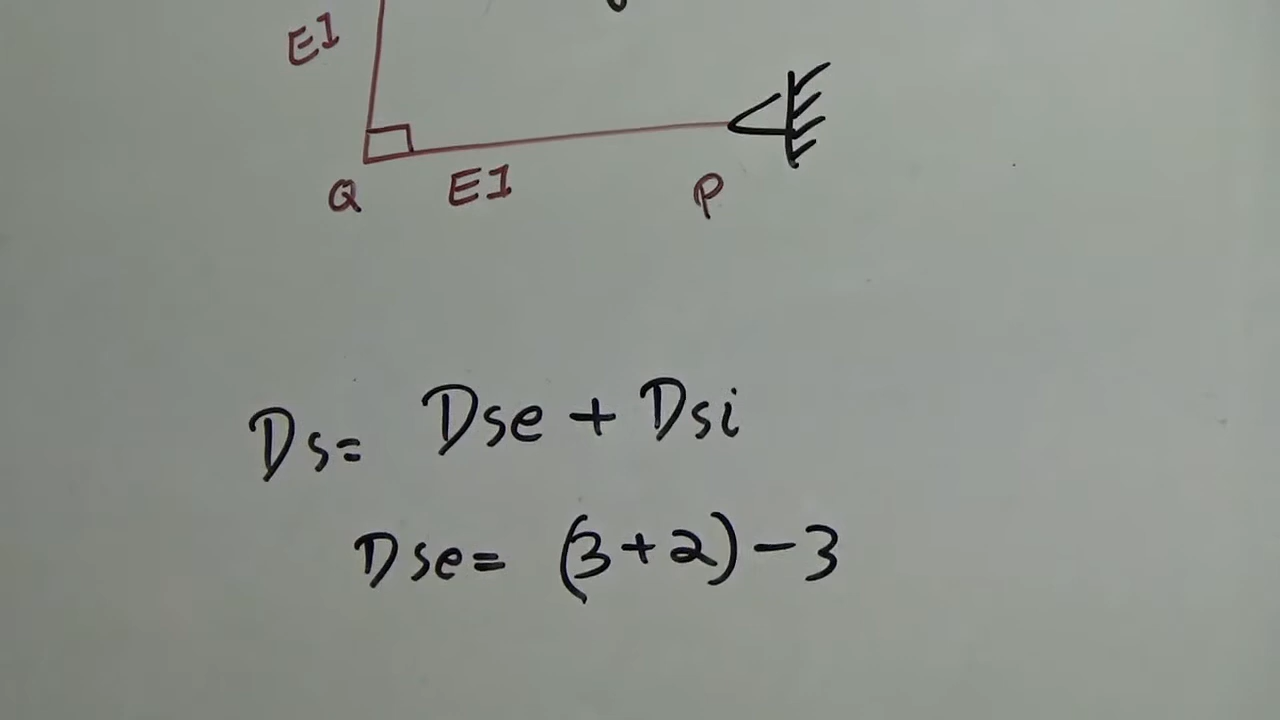 EI
Q EI P
Ds= Dse + Dsi
Dse= (3+2)-3